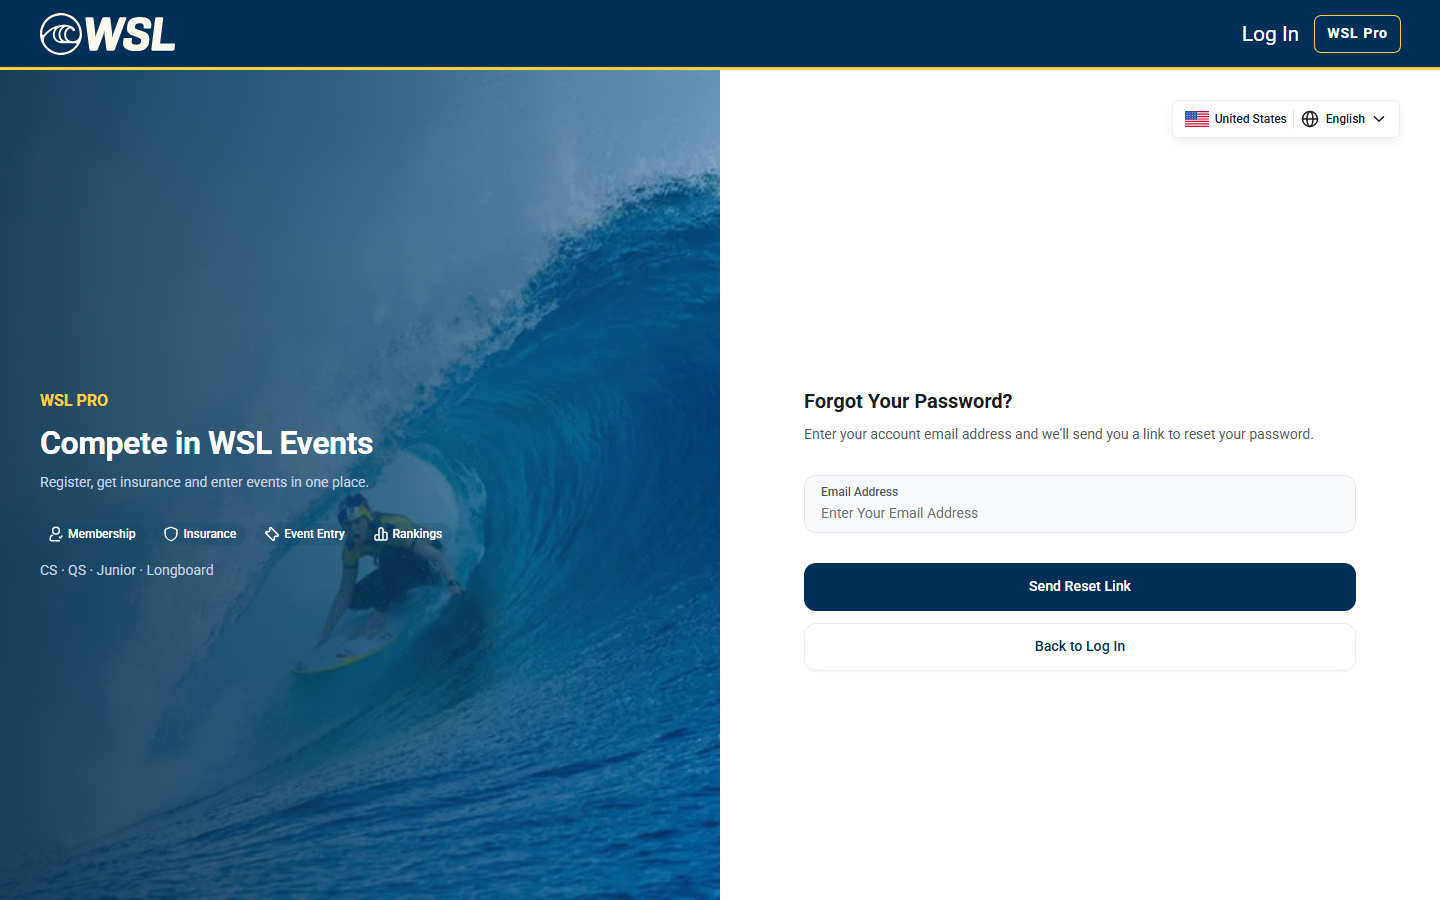 WSL
Log In
WSL Pro
United States
English
WSL PRO
Compete in WSL Events
Register, get insurance and enter events in one place.
Membership
Insurance
Event Entry
Rankings
CS · QS · Junior · Longboard
Forgot Your Password?
Enter your account email address and we’ll send you a link to reset your password.
Email Address
Enter Your Email Address
Send Reset Link
Back to Log In